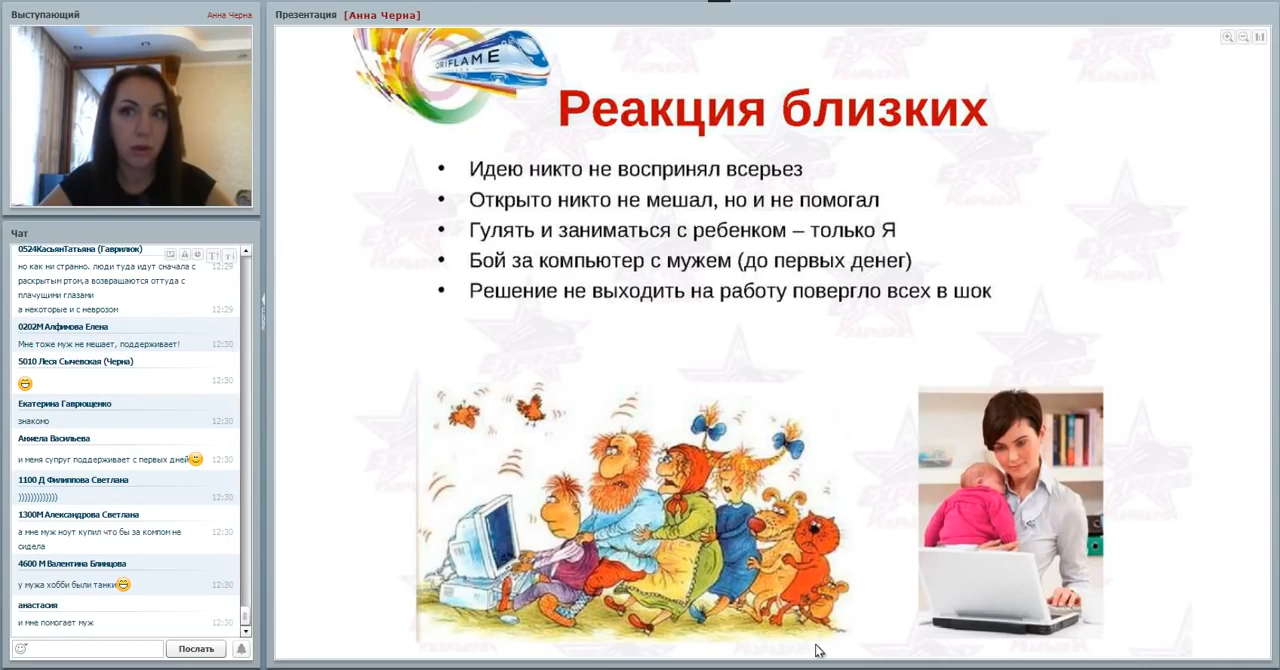 Выступающий
Анна Черна
Чат
0524КасьянТатьяна (Гаврилюк)
но как ни странно. люди туда идут сначала с
12:29
раскрытым ртом,а возвращаются оттуда с
плачущими глазами
а некоторые и с неврозом
12:29
0202М Алфимова Елена
Мне тоже муж не мешает, поддерживает!
12:30
5010 Леся Сычевская (Черна)
12:30
Екатерина Гаврющенко
знакомо
12:30
Анжела Васильева
и меня супруг поддерживает с первых дней
12:30
1100 Д Филиппова Светлана
)))))))))))))
12:30
1300М Александрова Светлана
а мне муж ноут купил что бы за компом не
12:30
сидела
4600 М Валентина Блинцова
у мужа хобби были танки
12:30
анастасия
и мне помогает муж
12:30
Послать
Презентация [Анна Черна]
ORIFLAME
Реакция близких
• Идею никто не воспринял всерьез
• Открыто никто не мешал, но и не помогал
• Гулять и заниматься с ребенком – только Я
• Бой за компьютер с мужем (до первых денег)
• Решение не выходить на работу повергло всех в шок